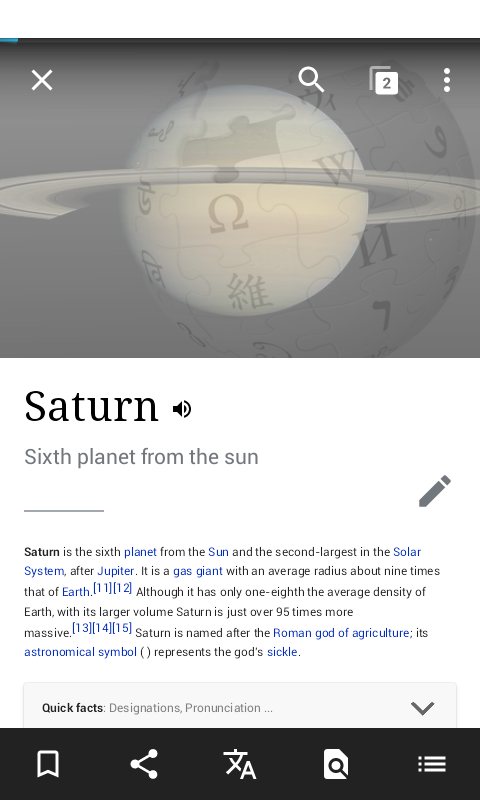 2
W
Ω
И
維
Saturn
Sixth planet from the sun
Saturn is the sixth planet from the Sun and the second-largest in the Solar
System, after Jupiter. It is a gas giant with an average radius about nine times
that of Earth.[11][12] Although it has only one-eighth the average density of
Earth, with its larger volume Saturn is just over 95 times more
massive.[13][14][15] Saturn is named after the Roman god of agriculture; its
astronomical symbol ( ) represents the god's sickle.
Quick facts: Designations, Pronunciation ...